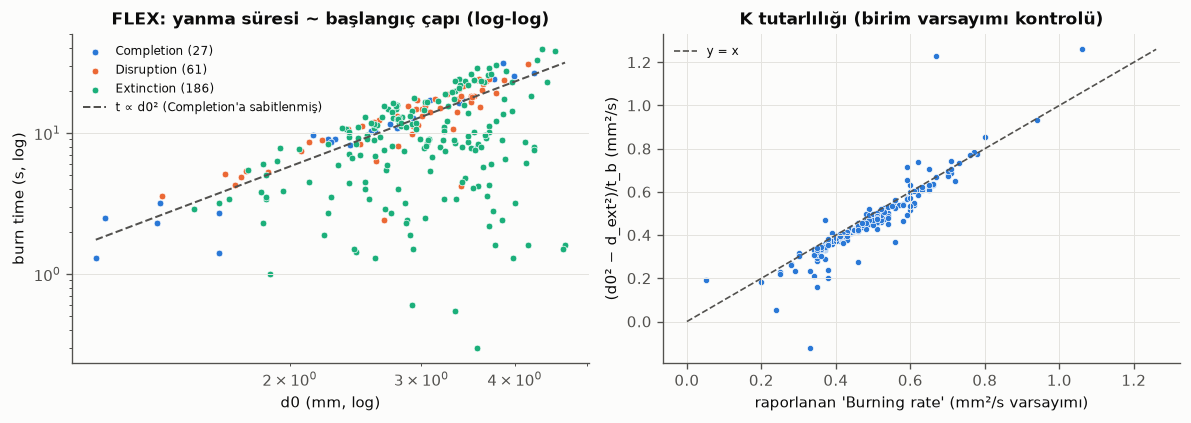 FLEX: yanma süresi ~ başlangıç çapı (log-log)
Completion (27)
Disruption (61)
Extinction (186)
t ∝ d0² (Completion'a sabitlenmiş)
burn time (s, log)
10¹
10⁰
2 × 10⁰
3 × 10⁰
4 × 10⁰
d0 (mm, log)
K tutarlılığı (birim varsayımı kontrolü)
y = x
(d0² − d_ext²)/t_b (mm²/s)
1.2
1.0
0.8
0.6
0.4
0.2
0.0
0.0 0.2 0.4 0.6 0.8 1.0 1.2
raporlanan 'Burning rate' (mm²/s varsayımı)